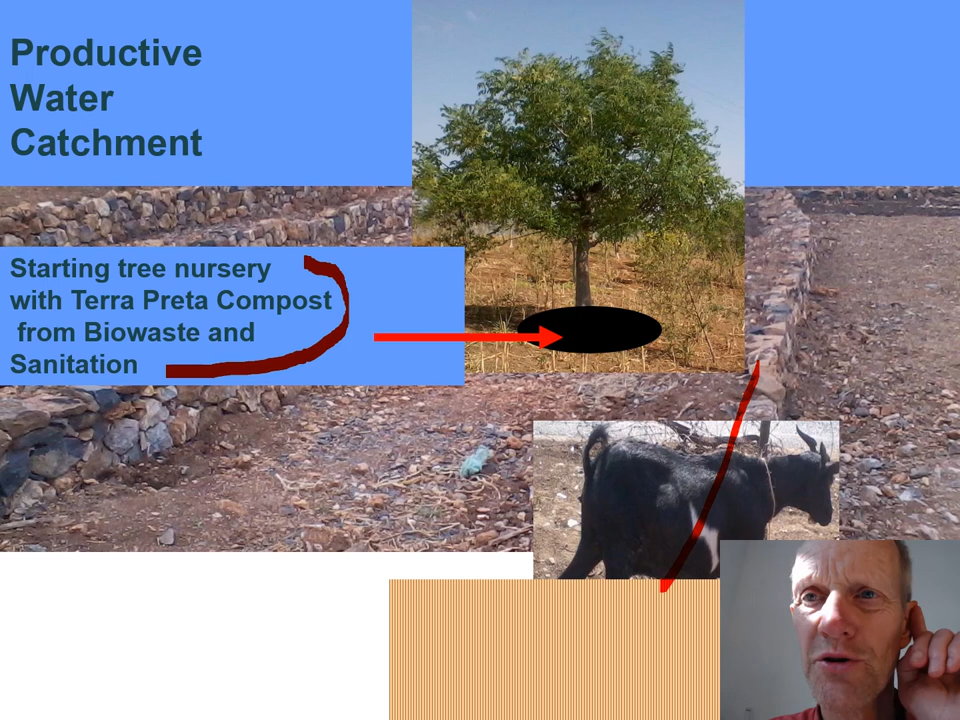 Productive
Water
Catchment
Starting tree nursery
with Terra Preta Compost
from Biowaste and
Sanitation